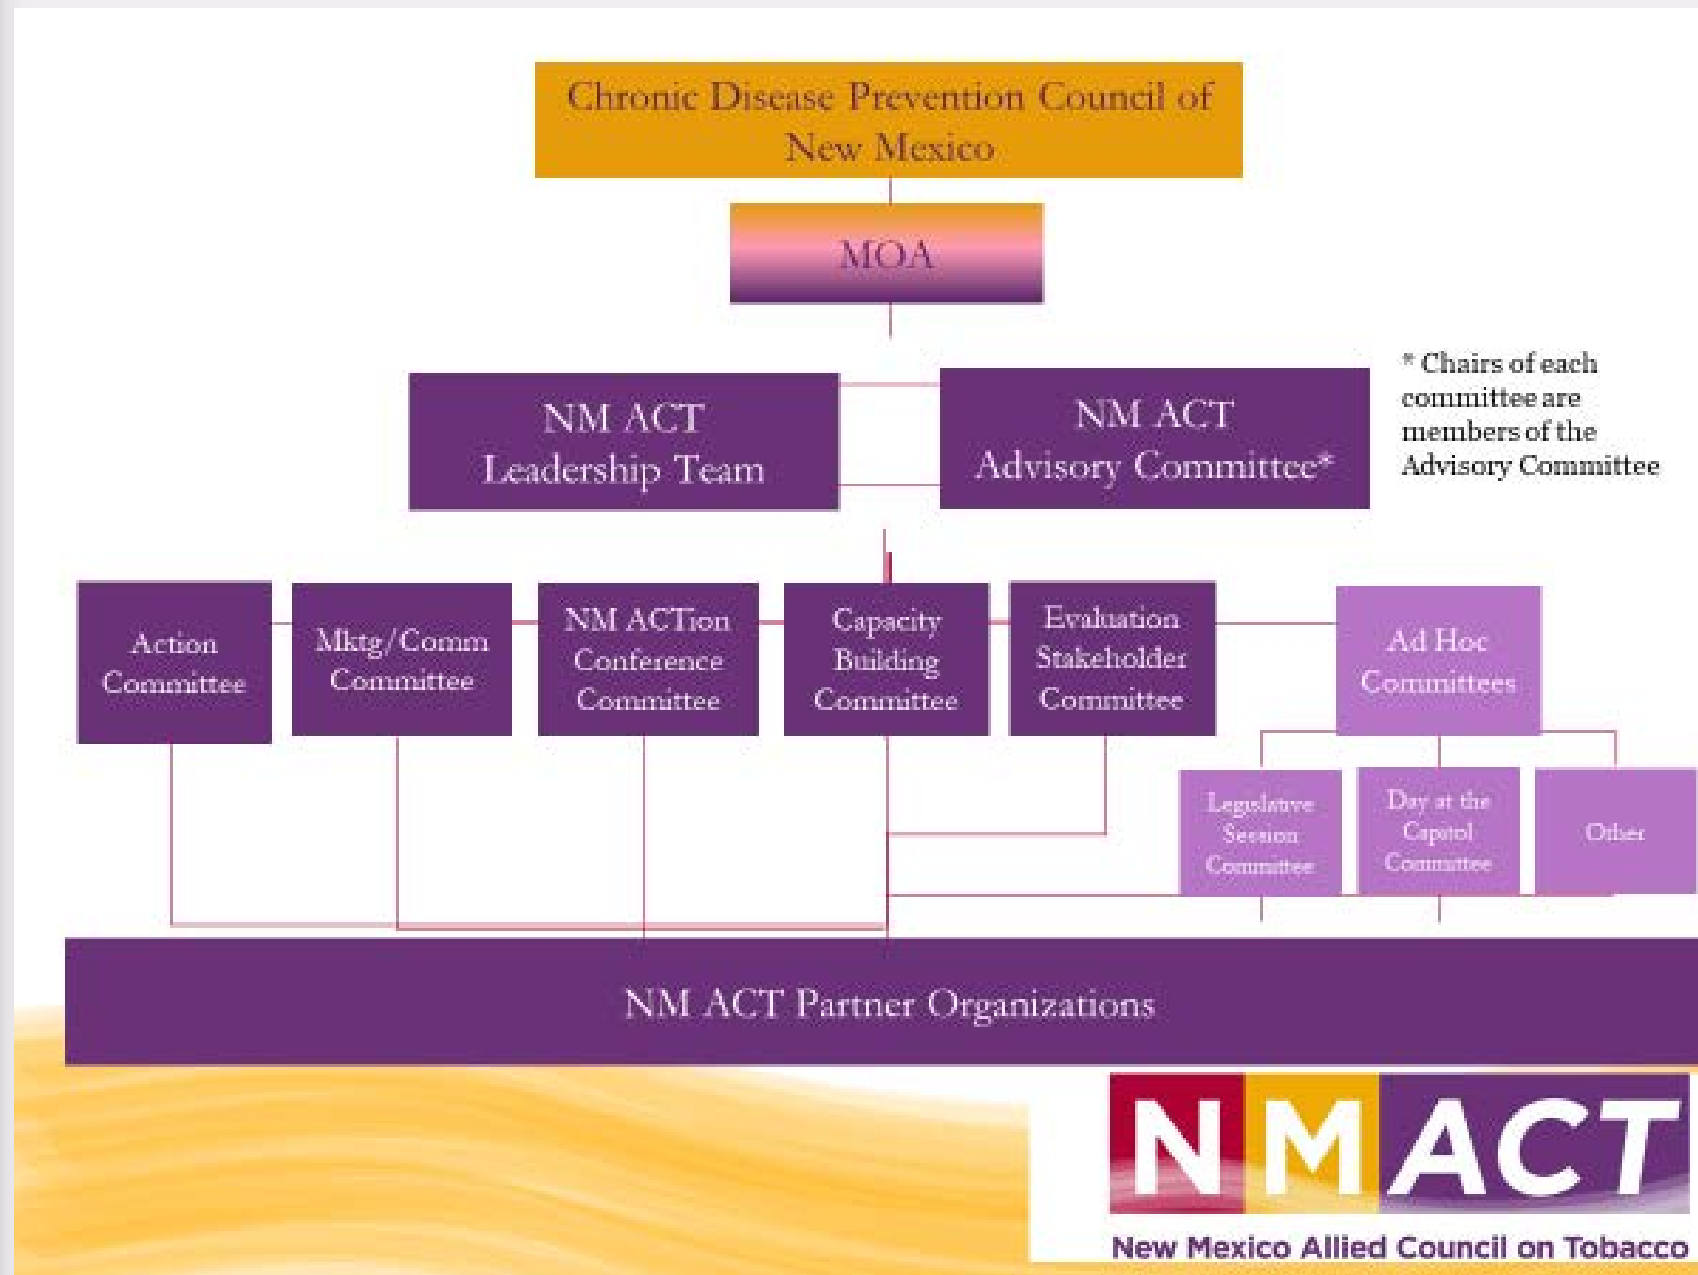 Chronic Disease Prevention Council of
New Mexico
MOA
NM ACT
Leadership Team
NM ACT
Advisory Committee*
* Chairs of each
committee are
members of the
Advisory Committee
Action
Committee
Mktg/Comm
Committee
NM ACTion
Conference
Committee
Capacity
Building
Committee
Evaluation
Stakeholder
Committee
Ad Hoc
Committees
Legislative
Session
Committee
Day at the
Capitol
Committee
Other
NM ACT Partner Organizations
NMACT
New Mexico Allied Council on Tobacco